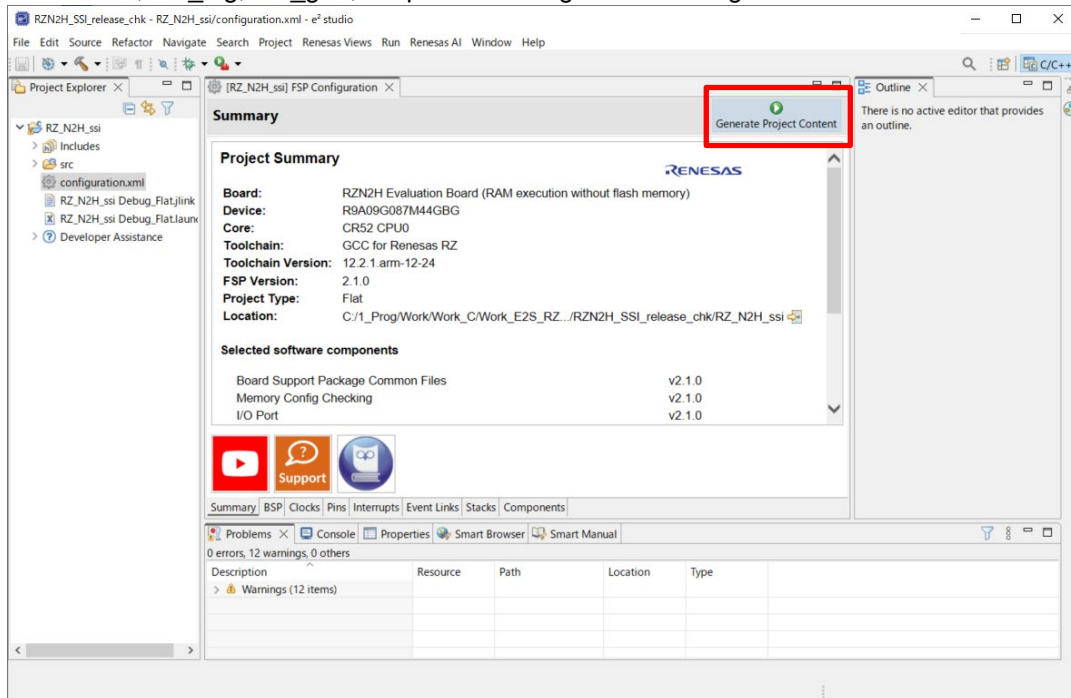 RZN2H_SSI_release_chk - RZ_N2H_ssi/configuration.xml - e² studio
File Edit Source Refactor Navigate Search Project Renesas Views Run Renesas AI Window Help
C/C++
Project Explorer
[RZ_N2H_ssi] FSP Configuration
Outline
RZ_N2H_ssi
Includes
src
configuration.xml
RZ_N2H_ssi Debug_Flat.jlink
RZ_N2H_ssi Debug_Flat.laun
Developer Assistance
Summary
Generate Project Content
There is no active editor that provides
an outline.
Project Summary
RENESAS
Board: RZN2H Evaluation Board (RAM execution without flash memory)
Device: R9A09G087M44GBG
Core: CR52 CPU0
Toolchain: GCC for Renesas RZ
Toolchain Version: 12.2.1.arm-12-24
FSP Version: 2.1.0
Project Type: Flat
Location: C:/1_Prog/Work/Work_C/Work_E2S_RZ.../RZN2H_SSI_release_chk/RZ_N2H_ssi
Selected software components
Board Support Package Common Files v2.1.0
Memory Config Checking v2.1.0
I/O Port v2.1.0
Support
Summary BSP Clocks Pins Interrupts Event Links Stacks Components
Problems Console Properties Smart Browser Smart Manual
0 errors, 12 warnings, 0 others
Description Resource Path Location Type
Warnings (12 items)